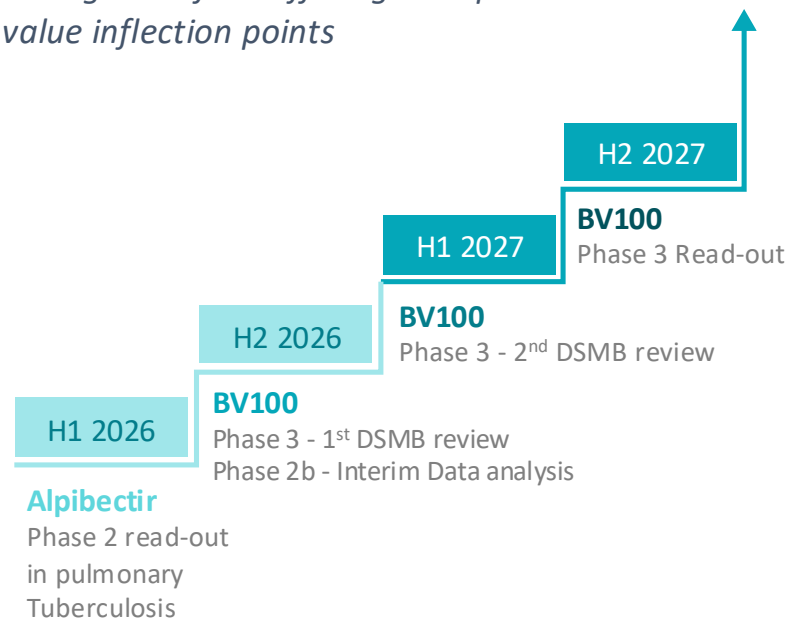 value inflection points
H2 2027
BV100
Phase 3 Read-out
H1 2027
BV100
Phase 3 - 2nd DSMB review
H2 2026
BV100
Phase 3 - 1st DSMB review
Phase 2b - Interim Data analysis
H1 2026
Alpibectir
Phase 2 read-out
in pulmonary
Tuberculosis